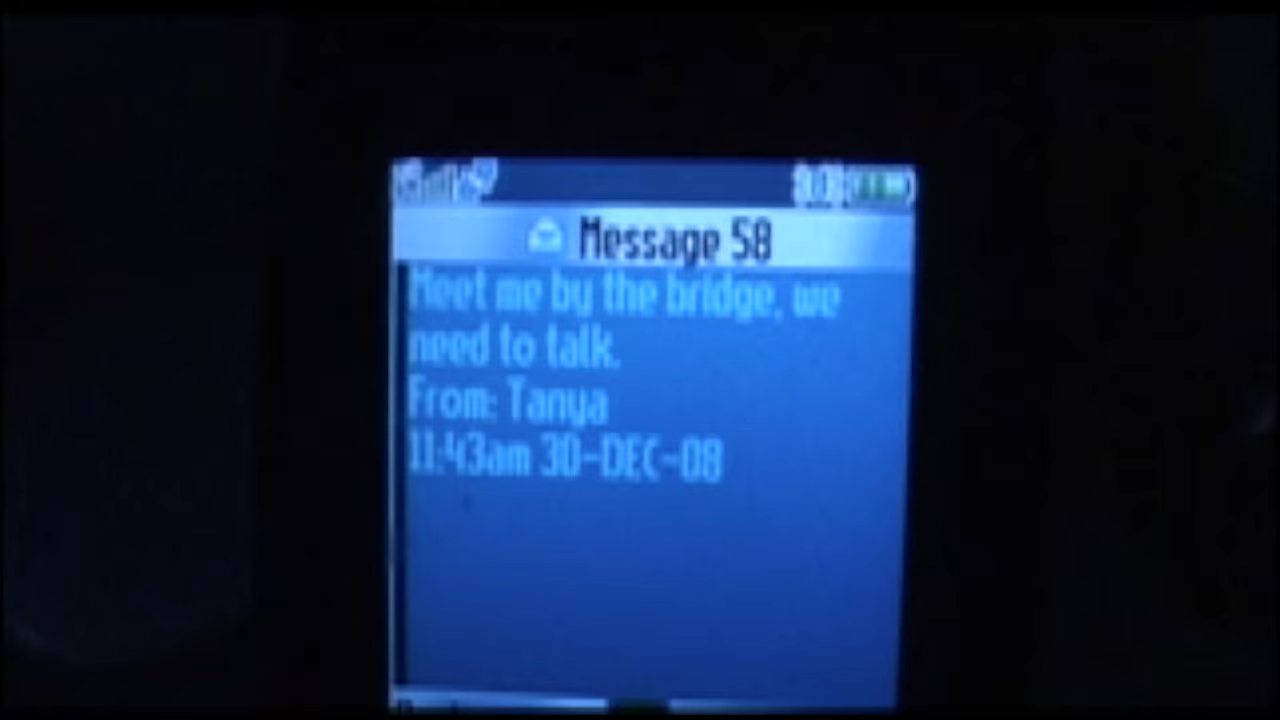 Message 58
Meet me by the bridge, we
need to talk.
From: Tanya
11:43am 30-DEC-08